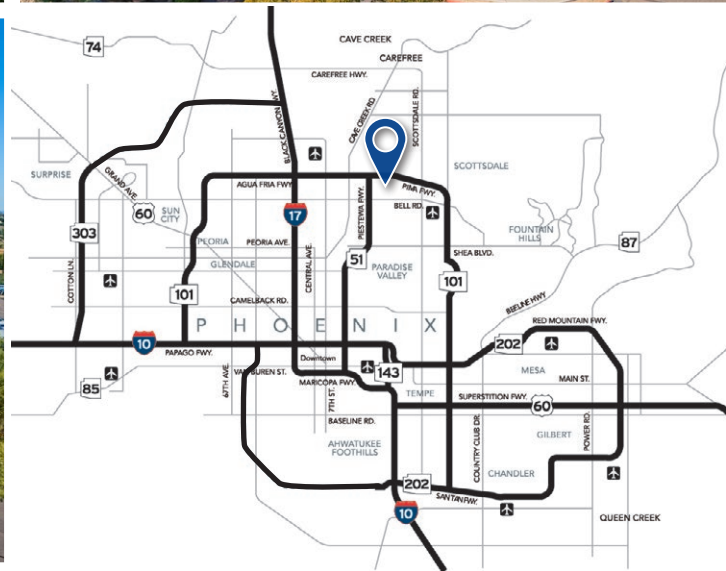 CAVE CREEK
74
CAREFREE
CAREFREE HWY.
BLACK CANYON HWY.
CAVE CREEK RD.
SCOTTSDALE RD.
SURPRISE
GRAND AVE.
SCOTTSDALE
AGUA FRIA FWY.
PIMA FWY.
60
SUN
CITY
17
BELL RD.
PIESTEWA FWY.
FOUNTAIN
HILLS
303
PEORIA
PEORIA AVE.
CENTRAL AVE.
87
GLENDALE
51
SHEA BLVD.
PARADISE
VALLEY
COTTON LN.
101
101
CAMELBACK RD.
BEELINE HWY
PHOENIX
RED MOUNTAIN FWY.
10
202
PAPAGO FWY.
Downtown
VAN BUREN ST.
143
MESA
85
67TH AVE.
MARICOPA FWY.
MAIN ST.
TEMPE
7TH ST.
SUPERSTITION FWY.
60
BASELINE RD.
COUNTRY CLUB DR.
POWER RD.
GILBERT
AHWATUKEE
FOOTHILLS
CHANDLER
202
SANTAN FWY.
10
QUEEN CREEK